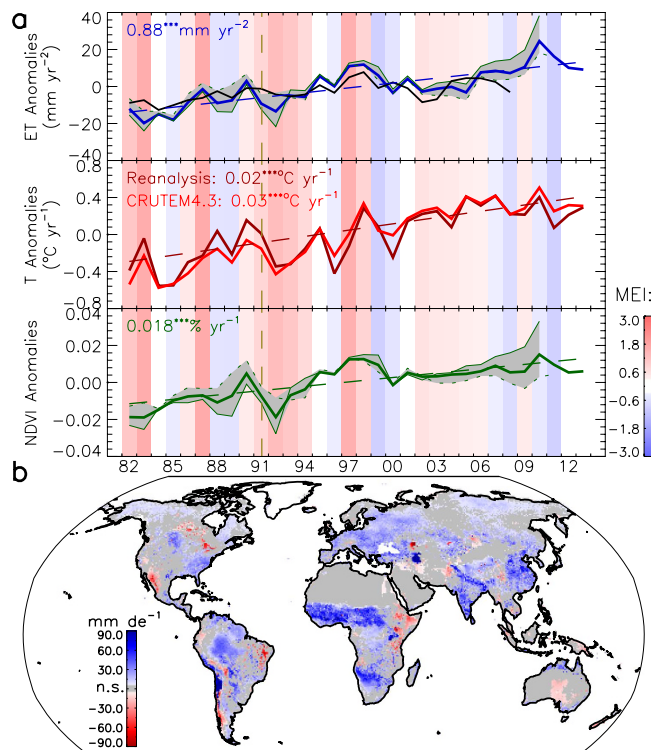 a
0.88***mm yr−2
ET Anomalies
(mm yr−2)
40
20
0
−20
−40
Reanalysis: 0.02***°C yr−1
CRUTEM4.3: 0.03***°C yr−1
T Anomalies
(°C yr−1)
0.8
0.4
0.0
−0.4
−0.8
0.018***% yr−1
NDVI Anomalies
0.04
0.02
0.00
−0.02
−0.04
82 85 88 91 94 97 00 03 06 09 12
MEI:
3.0
1.8
0.6
−0.6
−1.8
−3.0
b
mm de−1
90.0
60.0
30.0
n.s.
−30.0
−60.0
−90.0